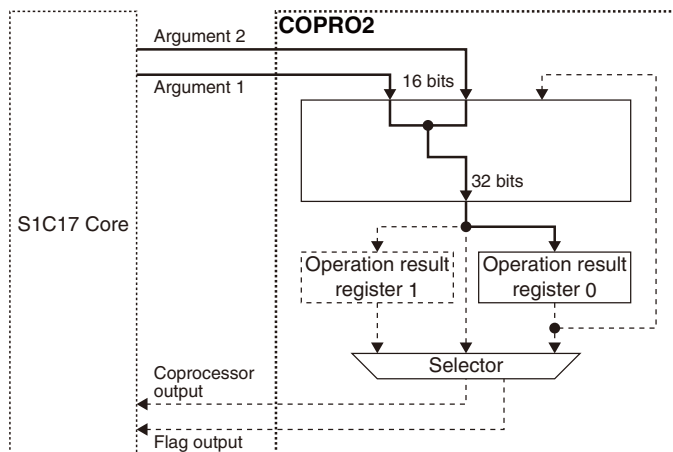 COPRO2
Argument 2
Argument 1
16 bits
32 bits
S1C17 Core
Operation result
register 1
Operation result
register 0
Selector
Coprocessor
output
Flag output